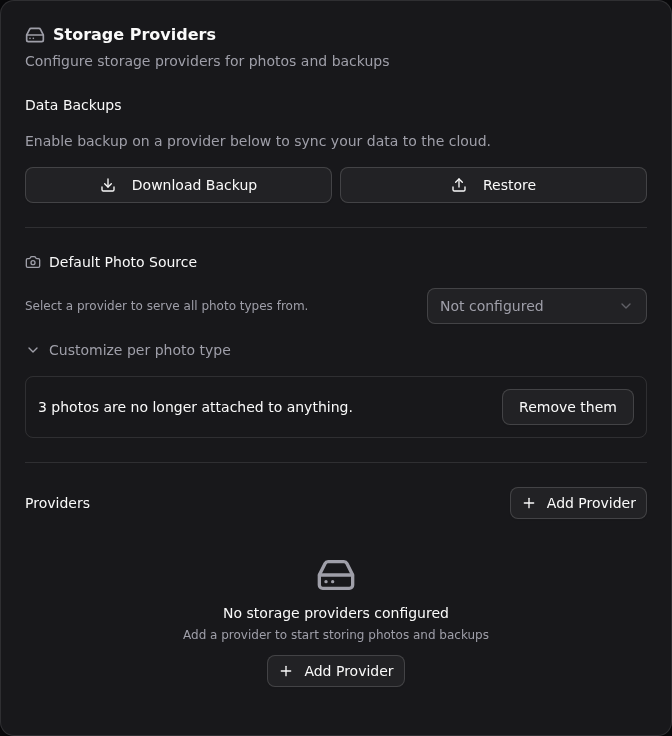 Storage Providers
Configure storage providers for photos and backups
Data Backups
Enable backup on a provider below to sync your data to the cloud.
Download Backup
Restore
Default Photo Source
Select a provider to serve all photo types from.
Not configured
Customize per photo type
3 photos are no longer attached to anything.
Remove them
Providers
Add Provider
No storage providers configured
Add a provider to start storing photos and backups
Add Provider